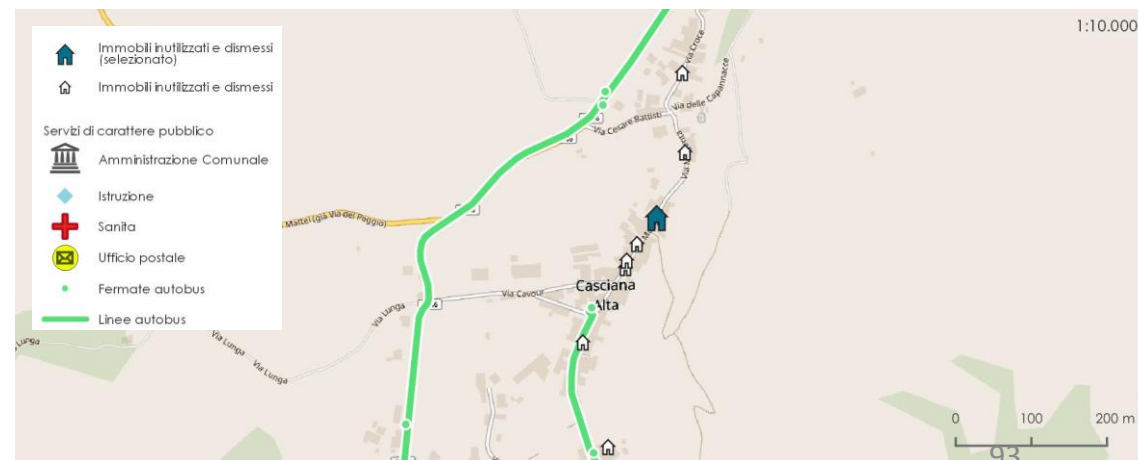 1:10.000
Immobili inutilizzati e dismessi
(selezionato)
Immobili inutilizzati e dismessi
Servizi di carattere pubblico
Amministrazione Comunale
Istruzione
Sanita
Ufficio postale
Fermate autobus
Linee autobus
Via Croce
Via delle Capannacce
Via Cesare Battisti
Mattei (già Via del Poggio)
Casciana
Alta
Via Cavour
Via Lunga
Via Lunga
Via Lunga
Via Lunga
0 100 200 m
93